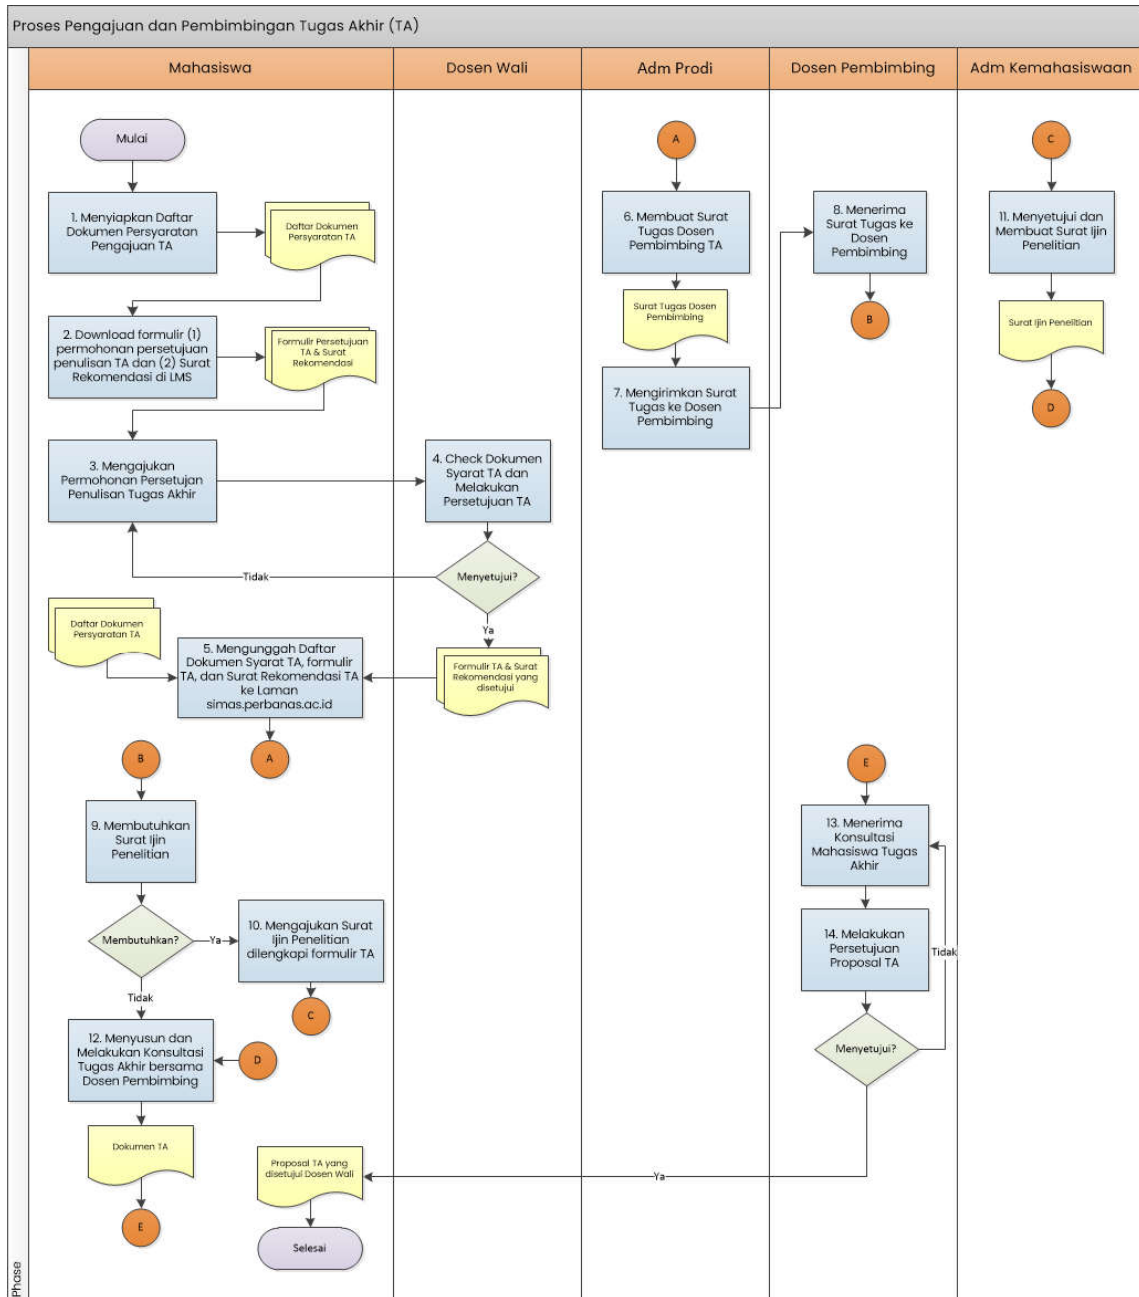 Proses Pengajuan dan Pembimbingan Tugas Akhir (TA)
Mahasiswa
Dosen Wali
Adm Prodi
Dosen Pembimbing
Adm Kemahasiswaan
Mulai
1. Menyiapkan Daftar
Dokumen Persyaratan
Pengajuan TA
Daftar Dokumen
Persyaratan TA
2. Download formulir (1)
permohonan persetujuan
penulisan TA dan (2) Surat
Rekomendasi di LMS
Formulir Persetujuan
TA & Surat
Rekomendasi
3. Mengajukan
Permohonan Persetujan
Penulisan Tugas Akhir
4. Check Dokumen
Syarat TA dan
Melakukan
Persetujuan TA
Menyetujui?
Tidak
Ya
Daftar Dokumen
Persyaratan TA
5. Mengunggah Daftar
Dokumen Syarat TA, formulir
TA, dan Surat Rekomendasi TA
ke Laman
simas.perbanas.ac.id
Formulir TA & Surat
Rekomendasi yang
disetujui
A
A
6. Membuat Surat
Tugas Dosen
Pembimbing TA
Surat Tugas Dosen
Pembimbing
7. Mengirimkan Surat
Tugas ke Dosen
Pembimbing
8. Menerima
Surat Tugas ke
Dosen
Pembimbing
B
C
11. Menyetujui dan
Membuat Surat Ijin
Penelitian
Surat Ijin Penelitian
D
B
9. Membutuhkan
Surat Ijin
Penelitian
Membutuhkan?
Ya
10. Mengajukan Surat
Ijin Penelitian
dilengkapi formulir TA
C
Tidak
12. Menyusun dan
Melakukan Konsultasi
Tugas Akhir bersama
Dosen Pembimbing
D
Dokumen TA
E
E
13. Menerima
Konsultasi
Mahasiswa Tugas
Akhir
14. Melakukan
Persetujuan
Proposal TA
Tidak
Menyetujui?
Ya
Proposal TA yang
disetujui Dosen Wali
Selesai
Phase